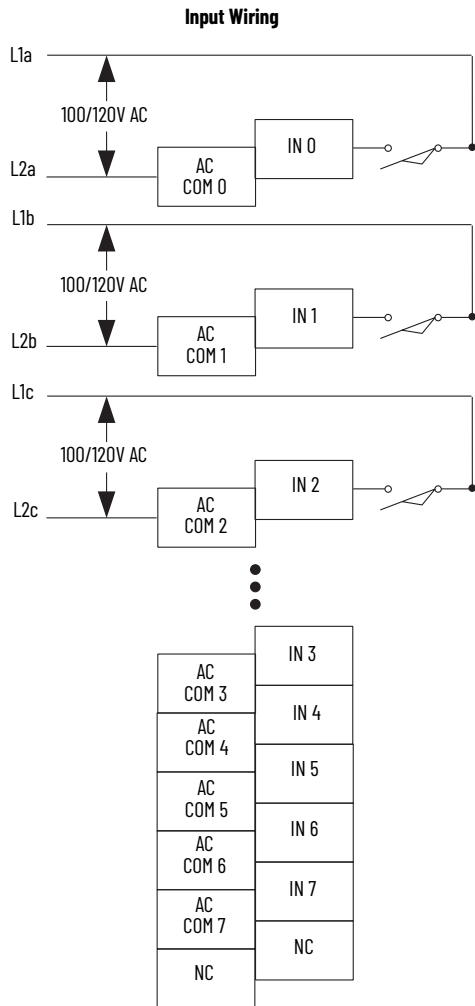 Input Wiring
L1a
100/120V AC
IN 0
L2a
AC
COM 0
L1b
100/120V AC
IN 1
L2b
AC
COM 1
L1c
100/120V AC
IN 2
L2c
AC
COM 2
IN 3
AC
COM 3
IN 4
AC
COM 4
IN 5
AC
COM 5
IN 6
AC
COM 6
IN 7
AC
COM 7
NC
NC